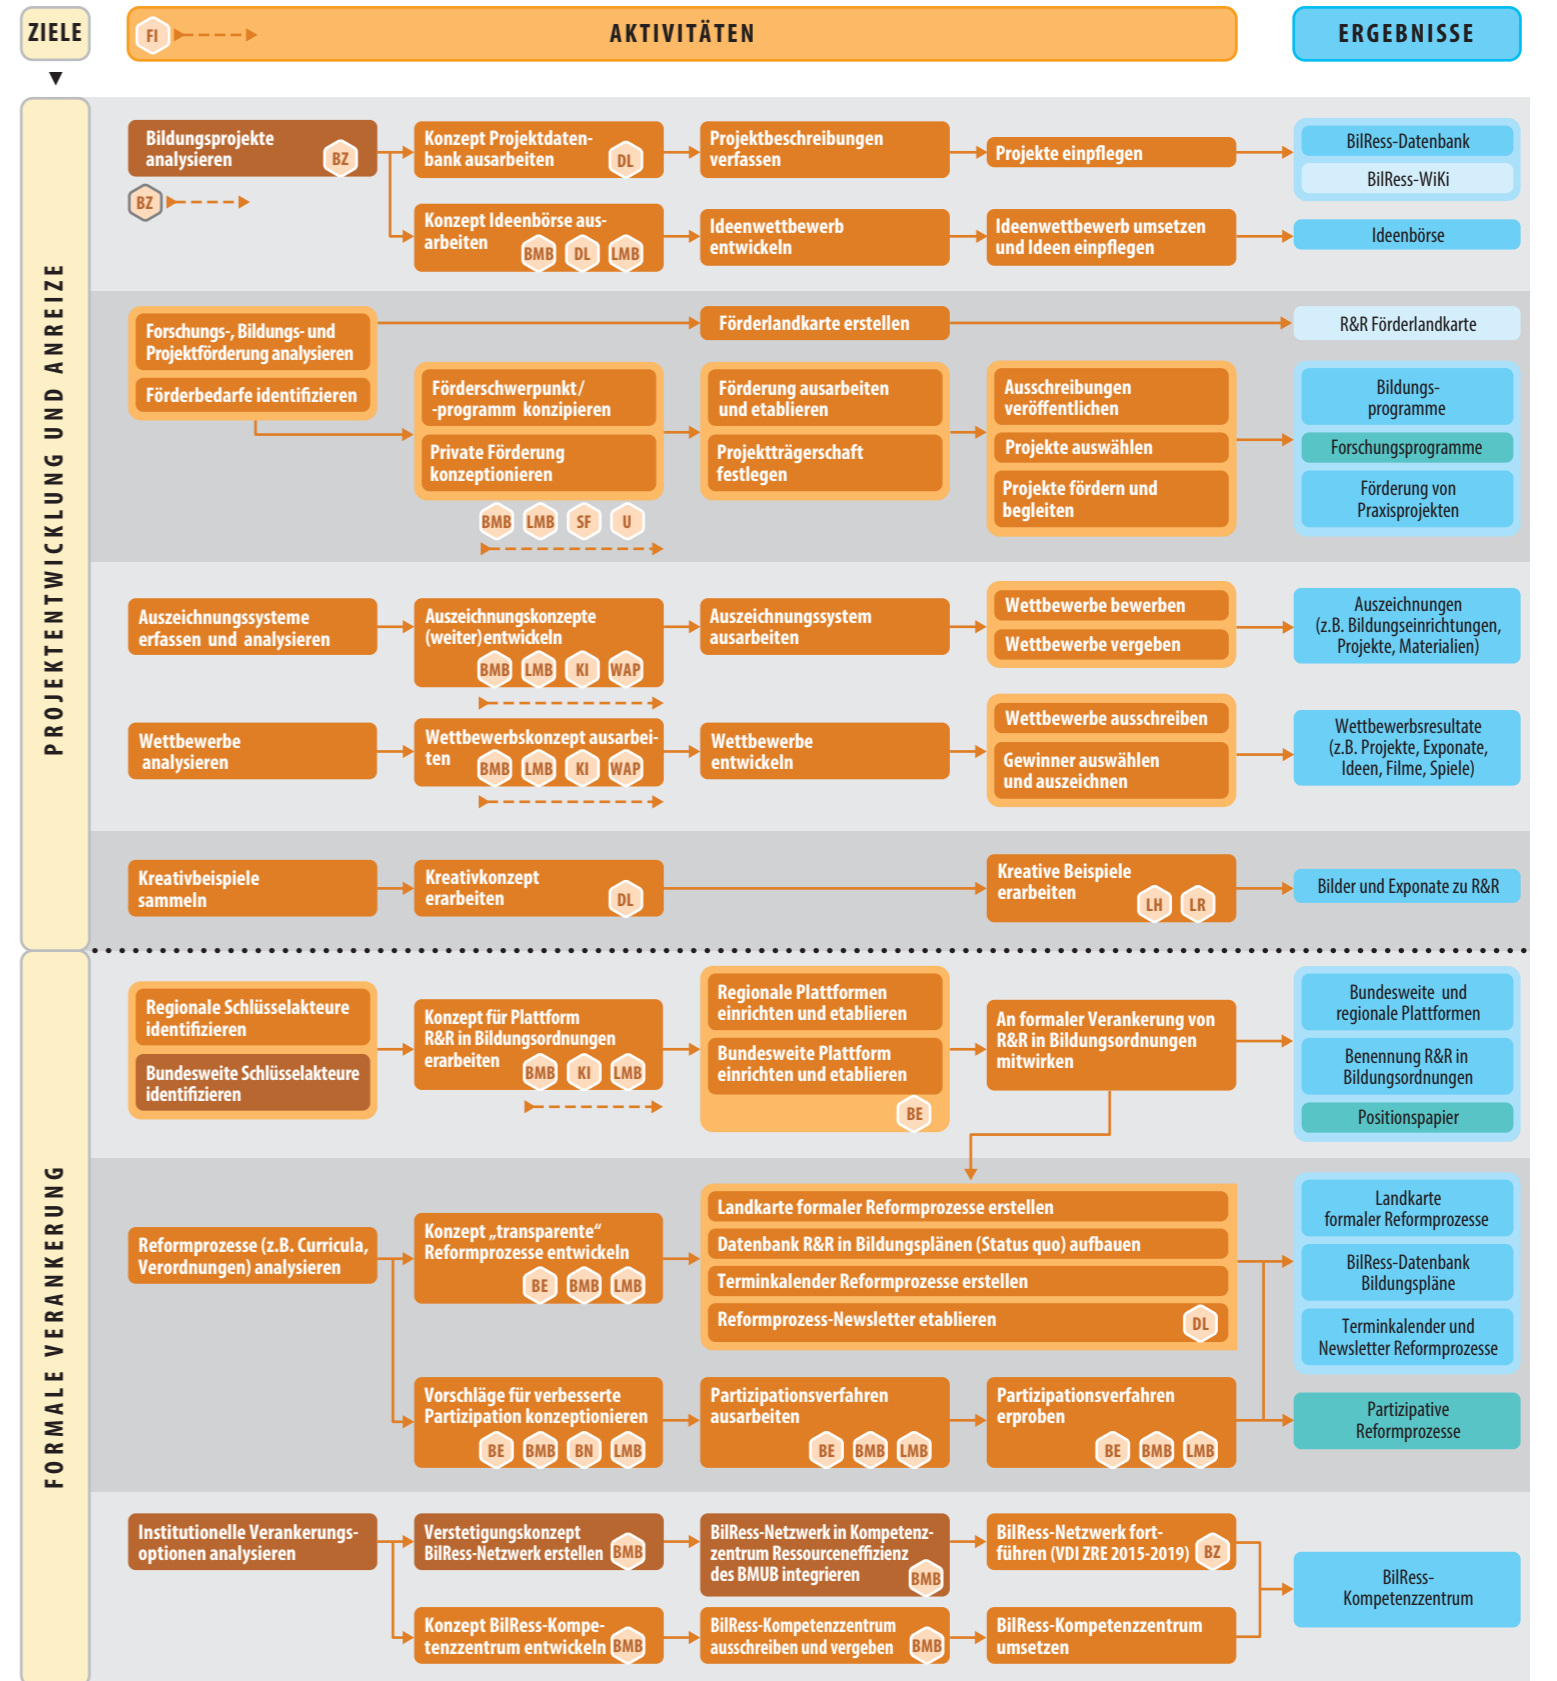 ZIELE
FI
AKTIVITÄTEN
ERGEBNISSE
PROJEKTENTWICKLUNG UND ANREIZE
Bildungsprojekte
analysieren
BZ
BZ
Konzept Projektdaten-
bank ausarbeiten
DL
Projektbeschreibungen
verfassen
Projekte einpflegen
BilRess-Datenbank
BilRess-WiKi
Konzept Ideenbörse aus-
arbeiten
BMB DL LMB
Ideenwettbewerb
entwickeln
Ideenwettbewerb umsetzen
und Ideen einpflegen
Ideenbörse
Forschungs-, Bildungs- und
Projektförderung analysieren
Förderbedarfe identifizieren
Förderlandkarte erstellen
R&R Förderlandkarte
Förderschwerpunkt/
-programm konzipieren
Private Förderung
konzeptionieren
BMB LMB SF U
Förderung ausarbeiten
und etablieren
Projektträgerschaft
festlegen
Ausschreibungen
veröffentlichen
Projekte auswählen
Projekte fördern und
begleiten
Bildungs-
programme
Forschungsprogramme
Förderung von
Praxisprojekten
Auszeichnungssysteme
erfassen und analysieren
Auszeichnungskonzepte
(weiter)entwickeln
BMB LMB KI WAP
Auszeichnungssystem
ausarbeiten
Wettbewerbe bewerben
Wettbewerbe vergeben
Auszeichnungen
(z.B. Bildungseinrichtungen,
Projekte, Materialien)
Wettbewerbe
analysieren
Wettbewerbskonzept ausarbei-
ten
BMB LMB KI WAP
Wettbewerbe
entwickeln
Wettbewerbe ausschreiben
Gewinner auswählen
und auszeichnen
Wettbewerbsresultate
(z.B. Projekte, Exponate,
Ideen, Filme, Spiele)
Kreativbeispiele
sammeln
Kreativkonzept
erarbeiten
DL
Kreative Beispiele
erarbeiten
LH LR
Bilder und Exponate zu R&R
FORMALE VERANKERUNG
Regionale Schlüsselakteure
identifizieren
Bundesweite Schlüsselakteure
identifizieren
Konzept für Plattform
R&R in Bildungsordnungen
erarbeiten
BMB KI LMB
Regionale Plattformen
einrichten und etablieren
Bundesweite Plattform
einrichten und etablieren
BE
An formaler Verankerung von
R&R in Bildungsordnungen
mitwirken
Bundesweite und
regionale Plattformen
Benennung R&R in
Bildungsordnungen
Positionspapier
Reformprozesse (z.B. Curricula,
Verordnungen) analysieren
Konzept „transparente“
Reformprozesse entwickeln
BE BMB LMB
Landkarte formaler Reformprozesse erstellen
Datenbank R&R in Bildungsplänen (Status quo) aufbauen
Terminkalender Reformprozesse erstellen
Reformprozess-Newsletter etablieren
DL
Landkarte
formaler Reformprozesse
BilRess-Datenbank
Bildungspläne
Terminkalender und
Newsletter Reformprozesse
Vorschläge für verbesserte
Partizipation konzeptionieren
BE BMB BN LMB
Partizipationsverfahren
ausarbeiten
BE BMB LMB
Partizipationsverfahren
erproben
BE BMB LMB
Partizipative
Reformprozesse
Institutionelle Verankerungs-
optionen analysieren
Verstetigungskonzept
BilRess-Netzwerk erstellen
BMB
BilRess-Netzwerk in Kompetenz-
zentrum Ressourceneffizienz
des BMUB integrieren
BMB
BilRess-Netzwerk fort-
führen (VDI ZRE 2015-2019)
BZ
BilRess-
Kompetenzzentrum
Konzept BilRess-Kompe-
tenzzentrum entwickeln
BMB
BilRess-Kompetenzzentrum
ausschreiben und vergeben
BMB
BilRess-Kompetenzzentrum
umsetzen